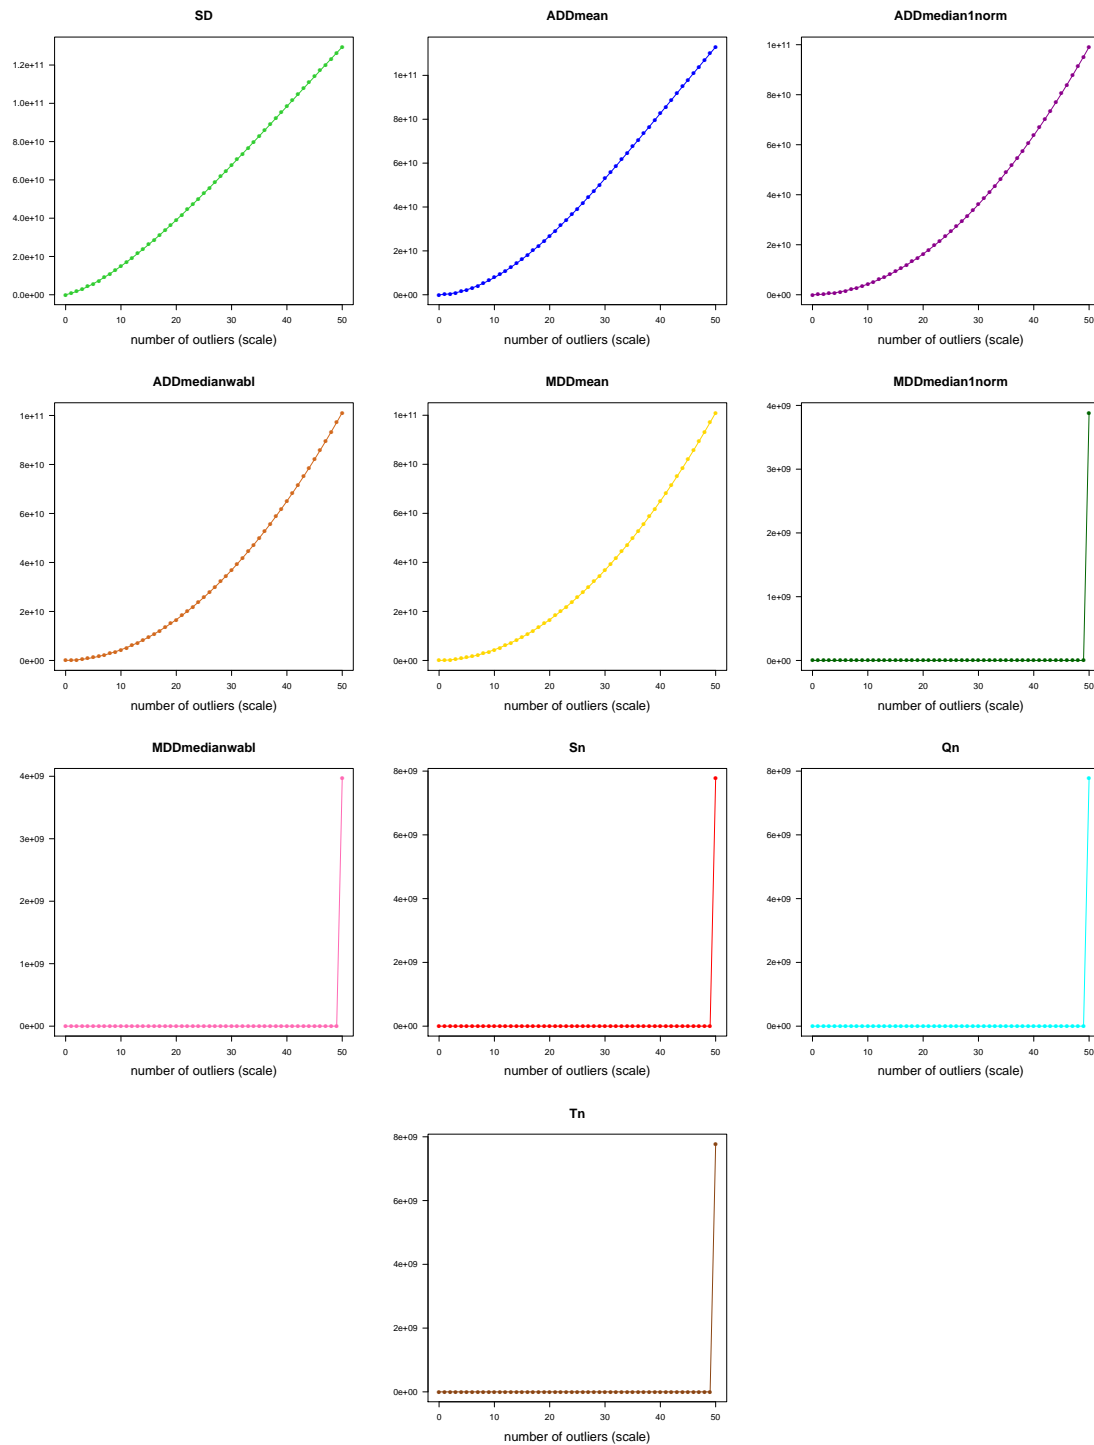 SD
1.2e+11
1.0e+11
8.0e+10
6.0e+10
4.0e+10
2.0e+10
0.0e+00
0 10 20 30 40 50
number of outliers (scale)
ADDmean
1e+11
8e+10
6e+10
4e+10
2e+10
0e+00
0 10 20 30 40 50
number of outliers (scale)
ADDmedian1norm
1e+11
8e+10
6e+10
4e+10
2e+10
0e+00
0 10 20 30 40 50
number of outliers (scale)
ADDmedianwabl
1e+11
8e+10
6e+10
4e+10
2e+10
0e+00
0 10 20 30 40 50
number of outliers (scale)
MDDmean
1e+11
8e+10
6e+10
4e+10
2e+10
0e+00
0 10 20 30 40 50
number of outliers (scale)
MDDmedian1norm
4e+09
3e+09
2e+09
1e+09
0e+00
0 10 20 30 40 50
number of outliers (scale)
MDDmedianwabl
4e+09
3e+09
2e+09
1e+09
0e+00
0 10 20 30 40 50
number of outliers (scale)
Sn
8e+09
6e+09
4e+09
2e+09
0e+00
0 10 20 30 40 50
number of outliers (scale)
Qn
8e+09
6e+09
4e+09
2e+09
0e+00
0 10 20 30 40 50
number of outliers (scale)
Tn
8e+09
6e+09
4e+09
2e+09
0e+00
0 10 20 30 40 50
number of outliers (scale)